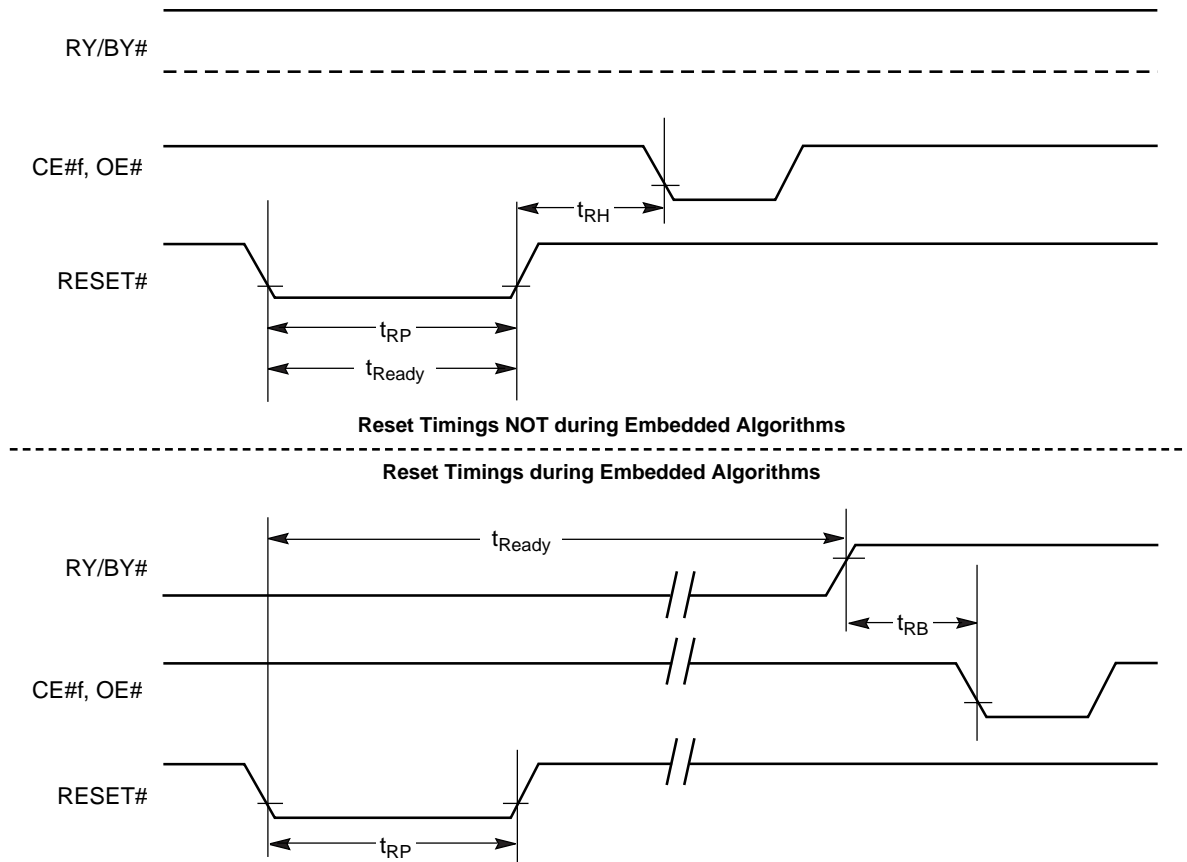 RY/BY#
CE#f, OE#
tRH
RESET#
tRP
tReady
Reset Timings NOT during Embedded Algorithms
Reset Timings during Embedded Algorithms
tReady
RY/BY#
tRB
CE#f, OE#
RESET#
tRP